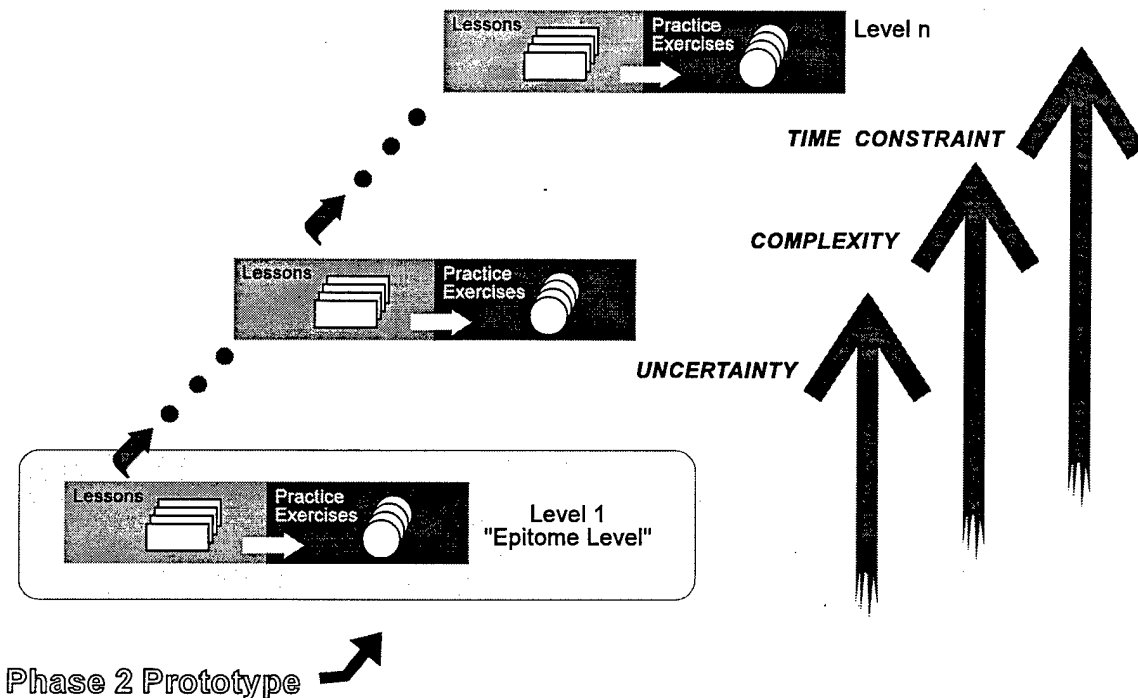 Lessons
Practice
Exercises
Level n
TIME CONSTRAINT
COMPLEXITY
Lessons
Practice
Exercises
UNCERTAINTY
Lessons
Practice
Exercises
Level 1
"Epitome Level"
Phase 2 Prototype